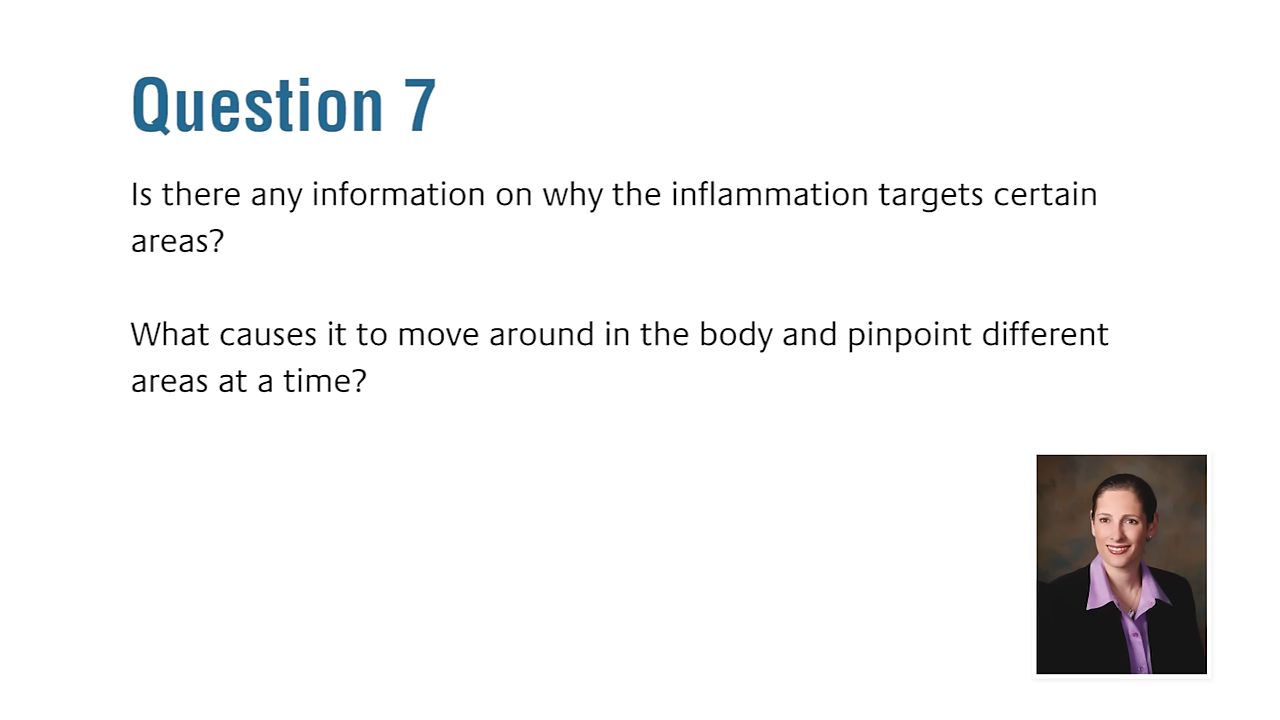 Question 7
Is there any information on why the inflammation targets certain
areas?
What causes it to move around in the body and pinpoint different
areas at a time?